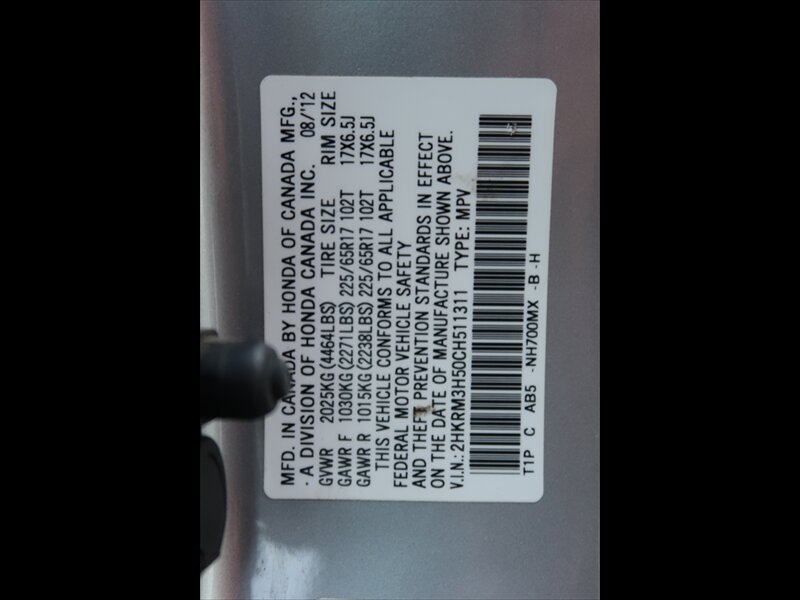 MFD. IN CANADA BY HONDA OF CANADA MFG.,
- A DIVISION OF HONDA CANADA INC. 08/'12
GVWR 2025KG (4464LBS) TIRE SIZE RIM SIZE
GAWR F 1030KG (2271LBS) 225/65R17 102T 17X6.5J
GAWR R 1015KG (2238LBS) 225/65R17 102T 17X6.5J
THIS VEHICLE CONFORMS TO ALL APPLICABLE
FEDERAL MOTOR VEHICLE SAFETY
AND THEFT PREVENTION STANDARDS IN EFFECT
ON THE DATE OF MANUFACTURE SHOWN ABOVE.
V.I.N.: 2HKRM3H50CH511311 TYPE: MPV
T1P C AB5 -NH700MX -B -H